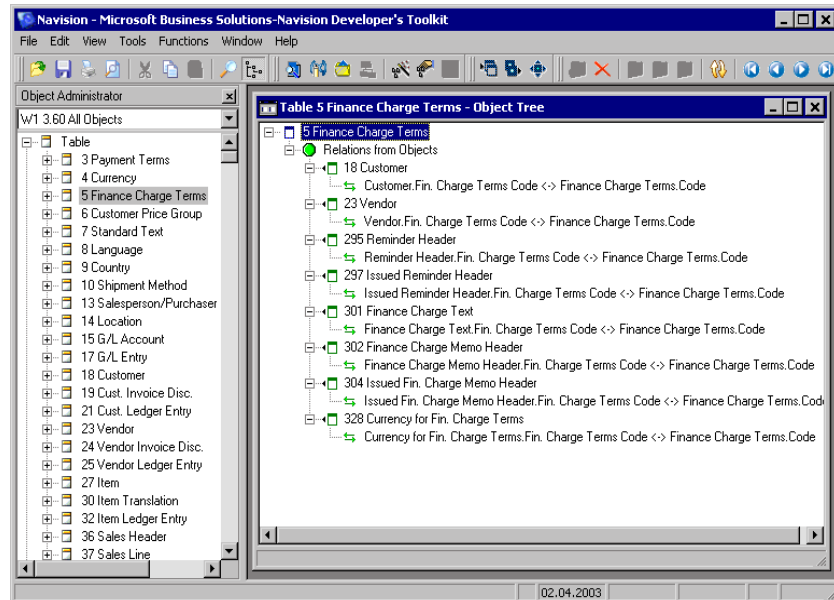 Navision - Microsoft Business Solutions-Navision Developer's Toolkit
File Edit View Tools Functions Window Help
Object Administrator
W1 3.60 All Objects
Table
3 Payment Terms
4 Currency
5 Finance Charge Terms
6 Customer Price Group
7 Standard Text
8 Language
9 Country
10 Shipment Method
13 Salesperson/Purchaser
14 Location
15 G/L Account
17 G/L Entry
18 Customer
19 Cust. Invoice Disc.
21 Cust. Ledger Entry
23 Vendor
24 Vendor Invoice Disc.
25 Vendor Ledger Entry
27 Item
30 Item Translation
32 Item Ledger Entry
36 Sales Header
37 Sales Line
Table 5 Finance Charge Terms - Object Tree
5 Finance Charge Terms
Relations from Objects
18 Customer
Customer.Fin. Charge Terms Code <-> Finance Charge Terms.Code
23 Vendor
Vendor.Fin. Charge Terms Code <-> Finance Charge Terms.Code
295 Reminder Header
Reminder Header.Fin. Charge Terms Code <-> Finance Charge Terms.Code
297 Issued Reminder Header
Issued Reminder Header.Fin. Charge Terms Code <-> Finance Charge Terms.Code
301 Finance Charge Text
Finance Charge Text.Fin. Charge Terms Code <-> Finance Charge Terms.Code
302 Finance Charge Memo Header
Finance Charge Memo Header.Fin. Charge Terms Code <-> Finance Charge Terms.Code
304 Issued Fin. Charge Memo Header
Issued Fin. Charge Memo Header.Fin. Charge Terms Code <-> Finance Charge Terms.Cod
328 Currency for Fin. Charge Terms
Currency for Fin. Charge Terms.Fin. Charge Terms Code <-> Finance Charge Terms.Code
02.04.2003